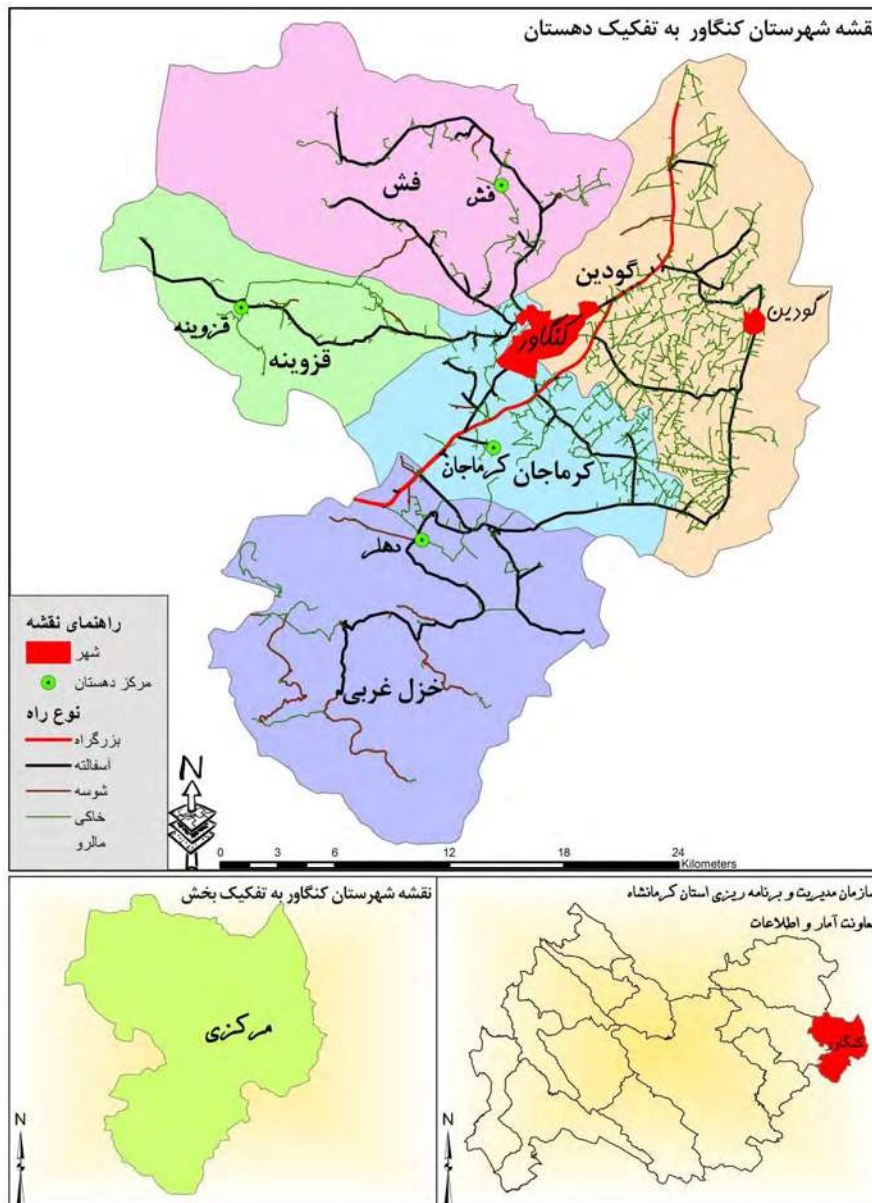 نقشه شهرستان کنگاور به تفکیک دهستان
فش
فش
گودین
گودین
کنگاور
قزوینه
قزوینه
کرماجان
کرماجان
دهلر
خزل غربی
راهنمای نقشه
شهر
مرکز دهستان
نوع راه
بزرگراه
آسفالته
شوسه
خاکی
مالرو
N
0 3 6 12 18 24
Kilometers
نقشه شهرستان کنگاور به تفکیک بخش
مرکزی
N
سازمان مدیریت و برنامه ریزی استان کرمانشاه
معاونت آمار و اطلاعات
کنگاور
N